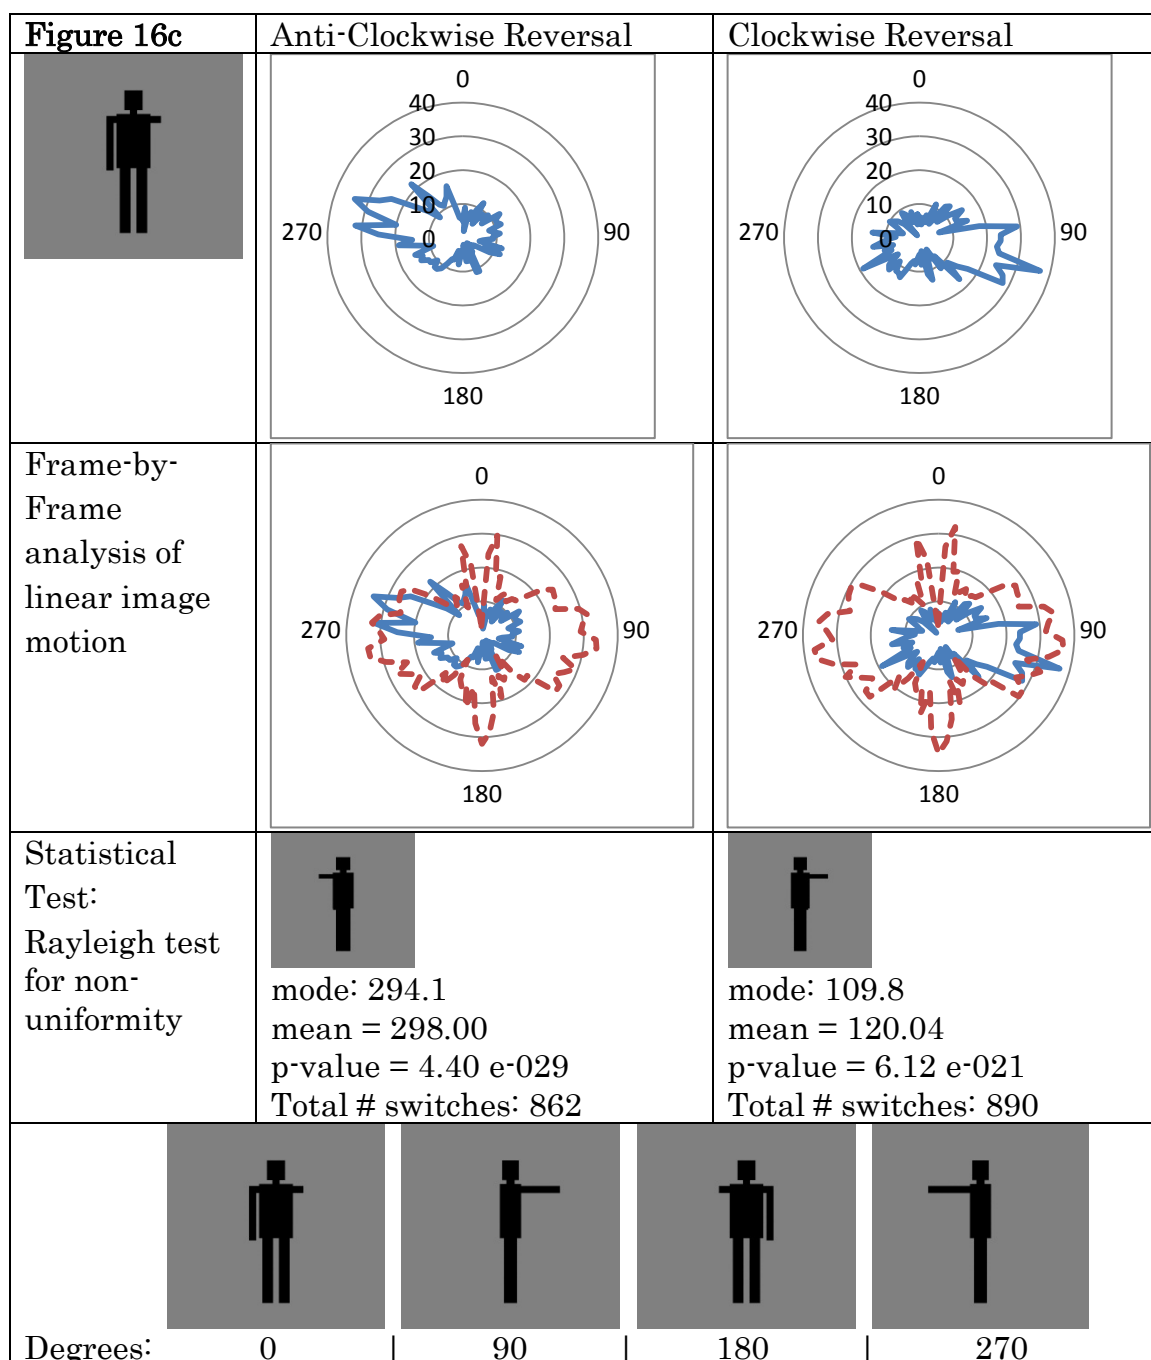 Figure 16c
Anti-Clockwise Reversal
Clockwise Reversal
0
40
30
20
10
0
270
90
180
0
40
30
20
10
0
270
90
180
Frame-by-
Frame
analysis of
linear image
motion
0
270
90
180
0
270
90
180
Statistical
Test:
Rayleigh test
for non-
uniformity
mode: 294.1
mean = 298.00
p-value = 4.40 e-029
Total # switches: 862
mode: 109.8
mean = 120.04
p-value = 6.12 e-021
Total # switches: 890
Degrees: 0 | 90 | 180 | 270